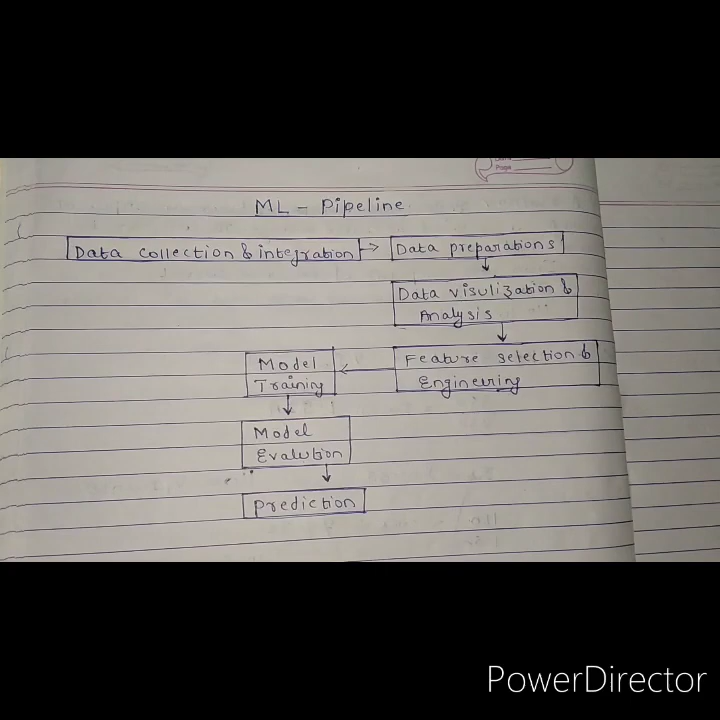 Page
ML - Pipeline
Data collection & integration
Data preparations
Data visulization &
Analysis
Feature selection &
Engineering
Model
Training
Model
Evalution
Prediction
PowerDirector